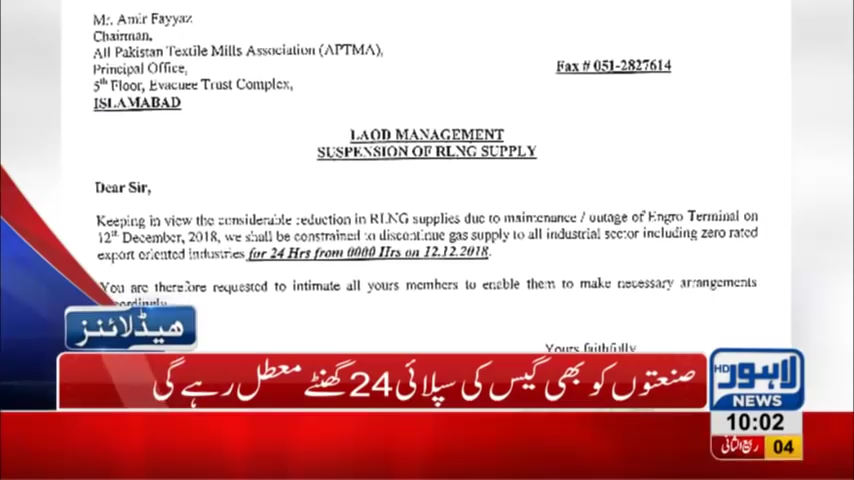 Mr. Amir Fayyaz
Chairman,
All Pakistan Textile Mills Association (APTMA),
Principal Office,
5th Floor, Evacuee Trust Complex,
ISLAMABAD
Fax # 051-2827614
LAOD MANAGEMENT
SUSPENSION OF RLNG SUPPLY
Dear Sir,
Keeping in view the considerable reduction in RLNG supplies due to maintenance / outage of Engro Terminal on
12th December, 2018, we shall be constrained to discontinue gas supply to all industrial sector including zero rated
export oriented industries for 24 Hrs from 0000 Hrs on 12.12.2018.
You are therefore requested to intimate all yours members to enable them to make necessary arrangements
Yours faithfully
ہیڈلائنز
صنعتوں کو بھی گیس کی سپلائی 24 گھنٹے معطل رہے گی
HD لاہور
NEWS
10:02
04 ربیع الثانی